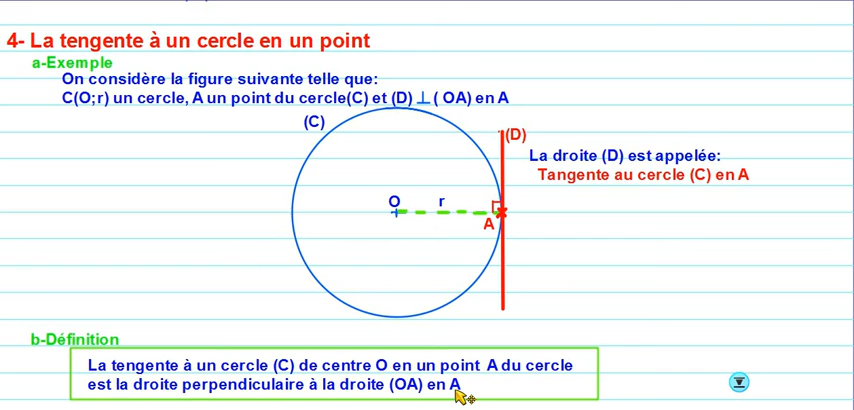 4- La tengente à un cercle en un point
a-Exemple
On considère la figure suivante telle que:
C(O;r) un cercle, A un point du cercle(C) et (D) ⊥ ( OA) en A
(C)
(D)
La droite (D) est appelée:
Tangente au cercle (C) en A
O
r
A
b-Définition
La tengente à un cercle (C) de centre O en un point A du cercle
est la droite perpendiculaire à la droite (OA) en A